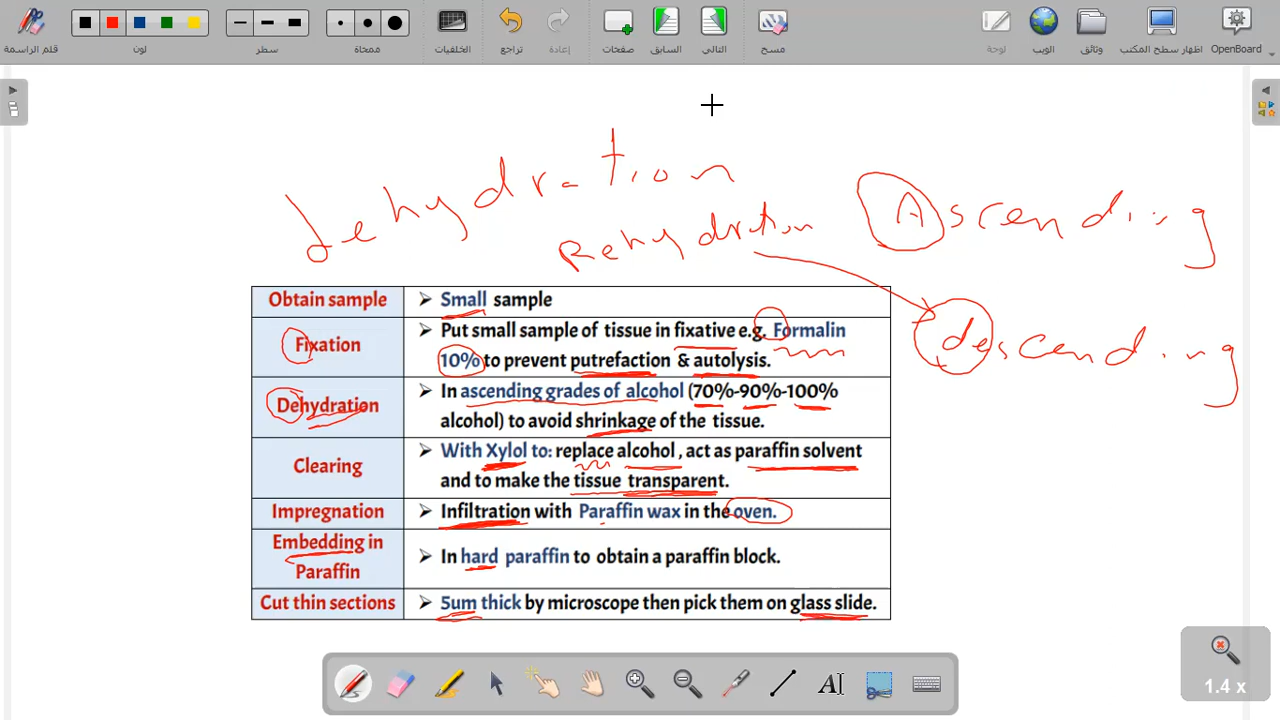 قلم الراسمة
لون
سطر
ممحاة
الخلفيات
تراجع
إعادة
صفحات
السابق
التالي
مسح
لوحة
الويب
وثائق
اظهار سطح المكتب
OpenBoard
dehydration
Rehydration
Ascending
descending
Obtain sample
➤ Small sample
Fixation
➤ Put small sample of tissue in fixative e.g. Formalin
10% to prevent putrefaction & autolysis.
Dehydration
➤ In ascending grades of alcohol (70%-90%-100%
alcohol) to avoid shrinkage of the tissue.
Clearing
➤ With Xylol to: replace alcohol , act as paraffin solvent
and to make the tissue transparent.
Impregnation
➤ Infiltration with Paraffin wax in the oven.
Embedding in
Paraffin
➤ In hard paraffin to obtain a paraffin block.
Cut thin sections
➤ 5um thick by microscope then pick them on glass slide.
1.4 x